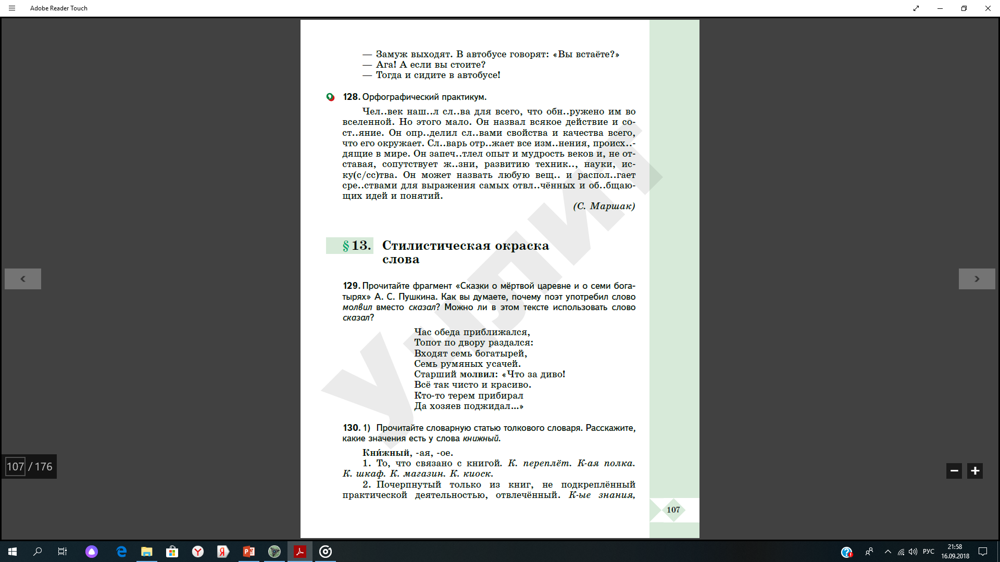 Adobe Reader Touch
— Замуж выходят. В автобусе говорят: «Вы встаёте?»
— Ага! А если вы стоите?
— Тогда и сидите в автобусе!
128. Орфографический практикум.
Чел..век наш..л сл..ва для всего, что обн..ружено им во
вселенной. Но этого мало. Он назвал всякое действие и со-
ст..яние. Он опр..делил сл..вами свойства и качества всего,
что его окружает. Сл..варь отр..жает все изм..нения, происх..-
дящие в мире. Он запеч..тлел опыт и мудрость веков и, не от-
ставая, сопутствует ж..зни, развитию техник.., науки, ис-
ку(с/сс)тва. Он может назвать любую вещ.. и распол..гает
сре..ствами для выражения самых отвл..чённых и об..бщаю-
щих идей и понятий.
(С. Маршак)
§ 13. Стилистическая окраска
слова
129. Прочитайте фрагмент «Сказки о мёртвой царевне и о семи бога-
тырях» А. С. Пушкина. Как вы думаете, почему поэт употребил слово
молвил вместо сказал? Можно ли в этом тексте использовать слово
сказал?
Час обеда приближался,
Топот по двору раздался:
Входят семь богатырей,
Семь румяных усачей.
Старший молвил: «Что за диво!
Всё так чисто и красиво.
Кто-то терем прибирал
Да хозяев поджидал...»
130. 1) Прочитайте словарную статью толкового словаря. Расскажите,
какие значения есть у слова книжный.
Кни́жный, -ая, -ое.
1. То, что связано с книгой. К. переплёт. К-ая полка.
К. шкаф. К. магазин. К. киоск.
2. Почерпнутый только из книг, не подкреплённый
практической деятельностью, отвлечённый. К-ые знания,
107
Учлит
107 / 176
РУС
21:58
16.09.2018